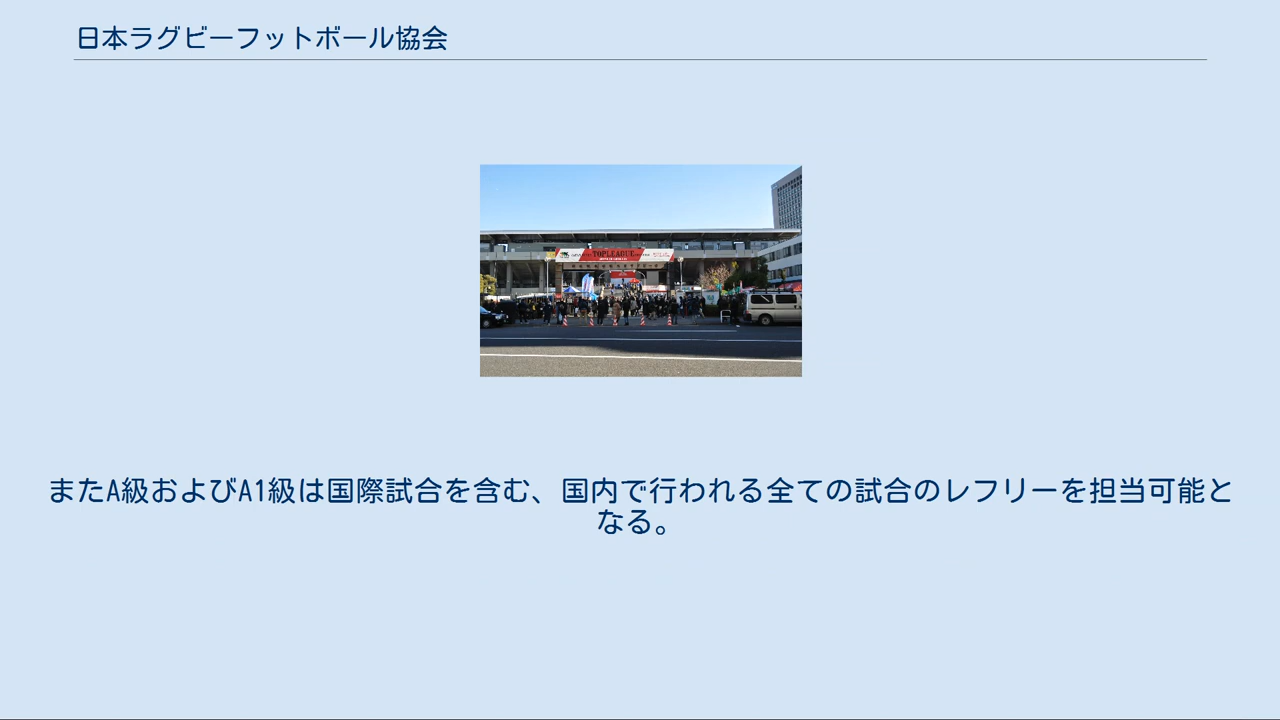 日本ラグビーフットボール協会
TOP LEAGUE
またA級およびA1級は国際試合を含む、国内で行われる全ての試合のレフリーを担当可能と
なる。